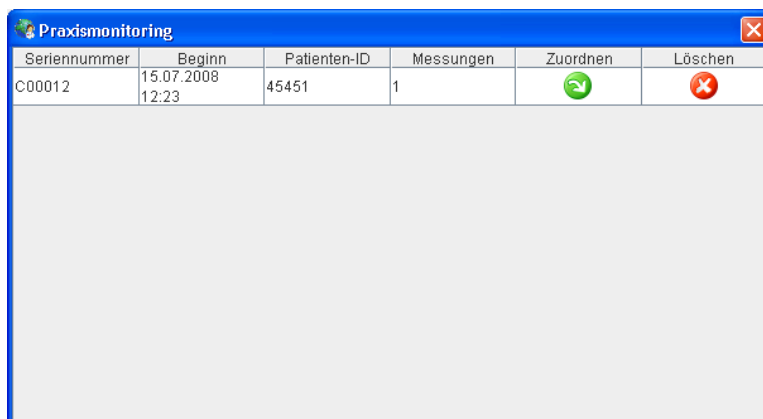 Praxismonitoring
Seriennummer Beginn Patienten-ID Messungen Zuordnen Löschen
C00012 15.07.2008 12:23 45451 1